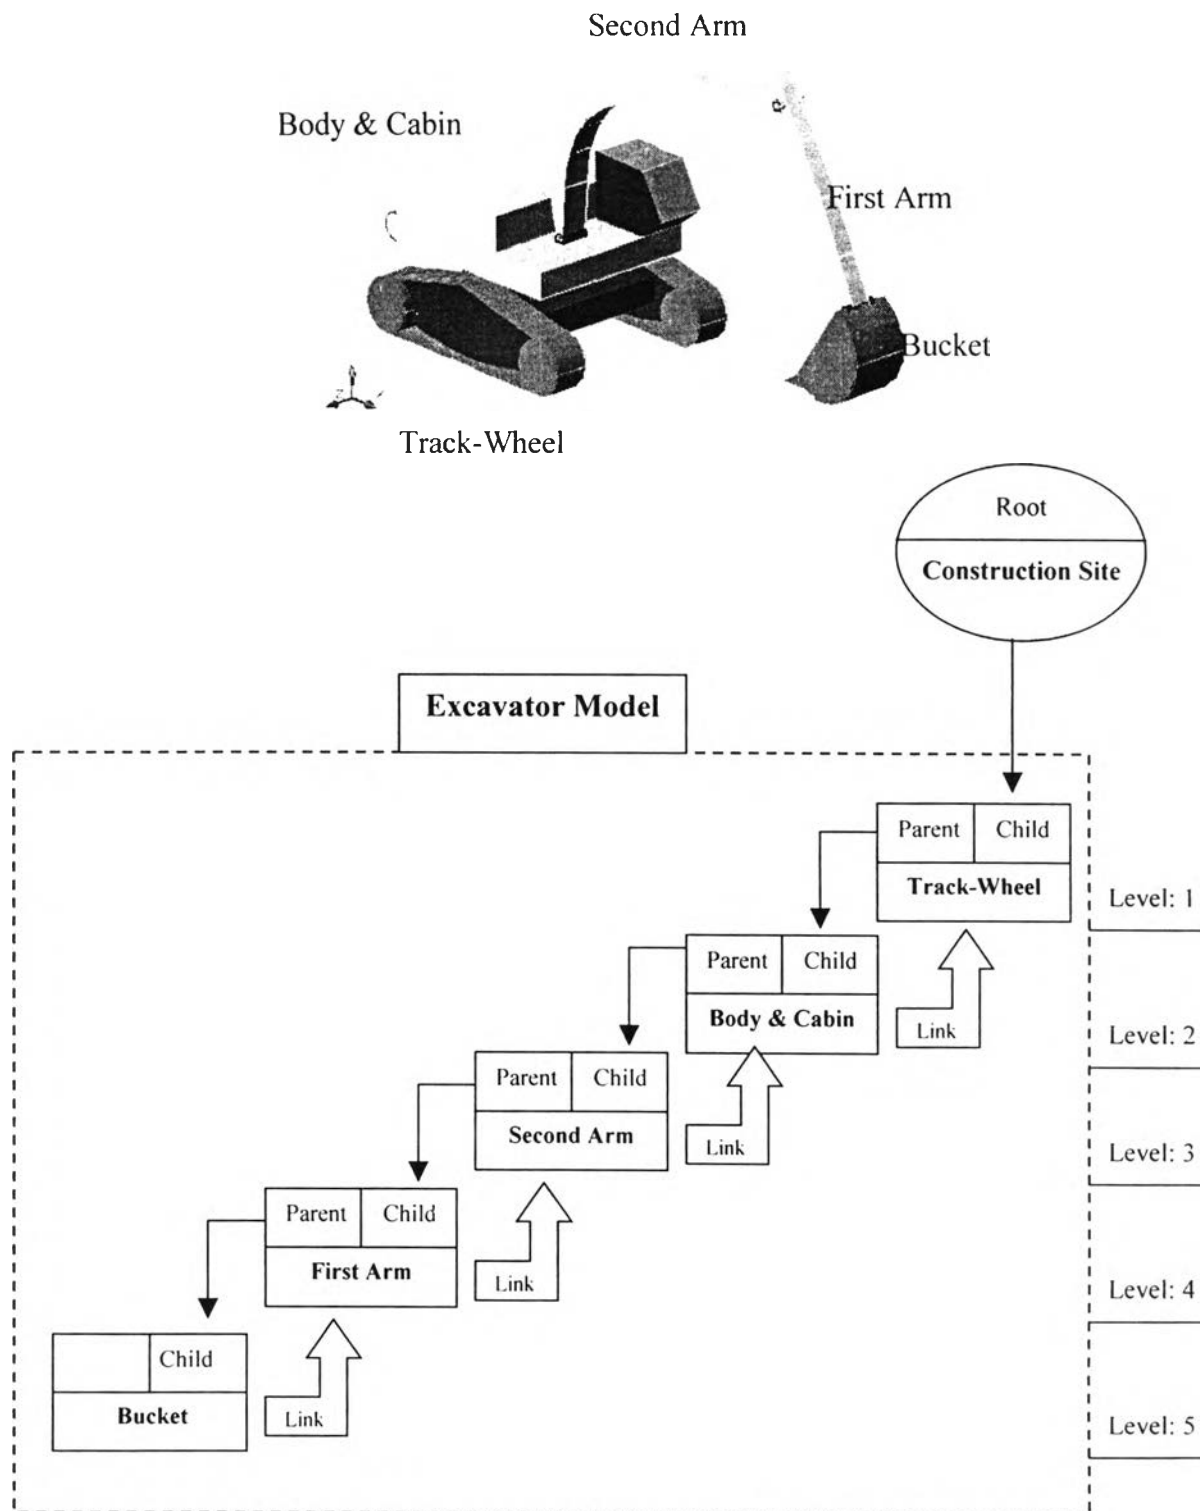 Second Arm
Body & Cabin
First Arm
Bucket
Track-Wheel
Root
Construction Site
Excavator Model
Parent Child
Track-Wheel
Level: 1
Parent Child
Body & Cabin
Link
Level: 2
Parent Child
Second Arm
Link
Level: 3
Parent Child
First Arm
Link
Level: 4
Child
Bucket
Link
Level: 5